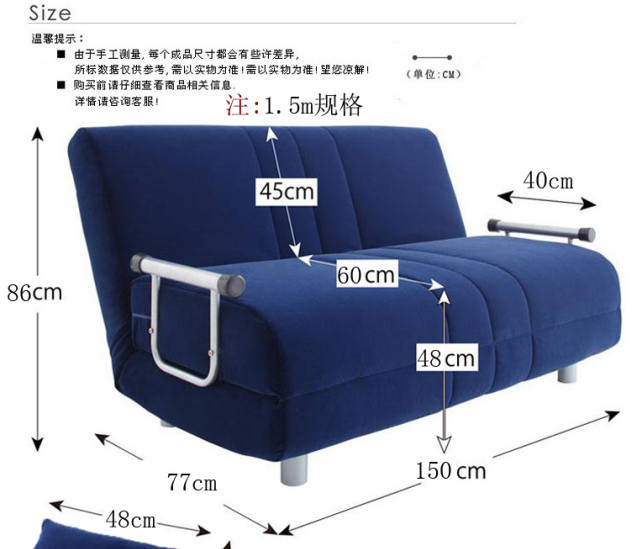 Size
温馨提示：
■ 由于手工测量，每个成品尺寸都会有些许差异，
所标数据仅供参考，需以实物为准！需以实物为准！望您凉解！
■ 购买前请仔细查看商品相关信息.
详情请咨询客服！
（单位：CM）
注:1.5m规格
45cm
40cm
60cm
86cm
48cm
150cm
77cm
48cm